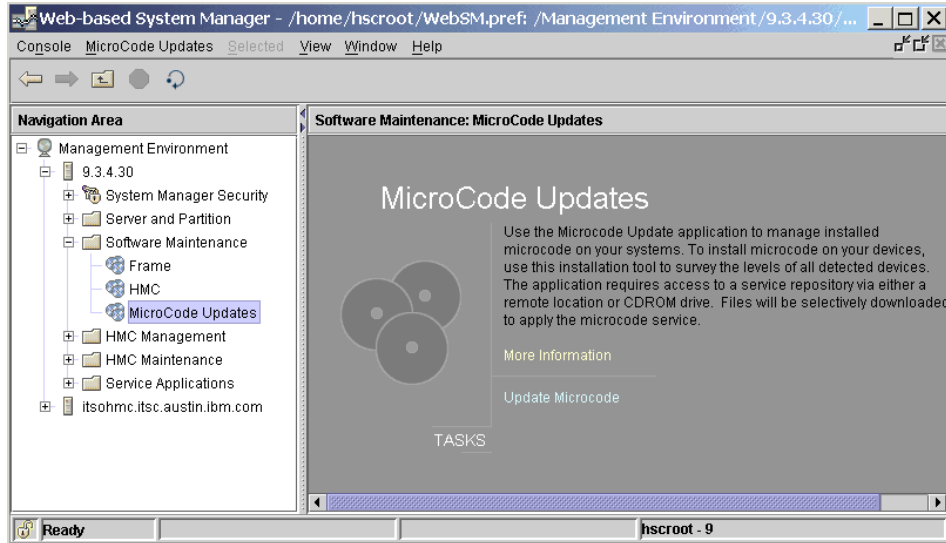 Web-based System Manager - /home/hscroot/WebSM.pref: /Management Environment/9.3.4.30/...
Console MicroCode Updates Selected View Window Help
Navigation Area
Software Maintenance: MicroCode Updates
Management Environment
9.3.4.30
System Manager Security
Server and Partition
Software Maintenance
Frame
HMC
MicroCode Updates
HMC Management
HMC Maintenance
Service Applications
itsohmc.itsc.austin.ibm.com
MicroCode Updates
Use the Microcode Update application to manage installed
microcode on your systems. To install microcode on your devices,
use this installation tool to survey the levels of all detected devices.
The application requires access to a service repository via either a
remote location or CDROM drive. Files will be selectively downloaded
to apply the microcode service.
More Information
Update Microcode
TASKS
Ready
hscroot - 9